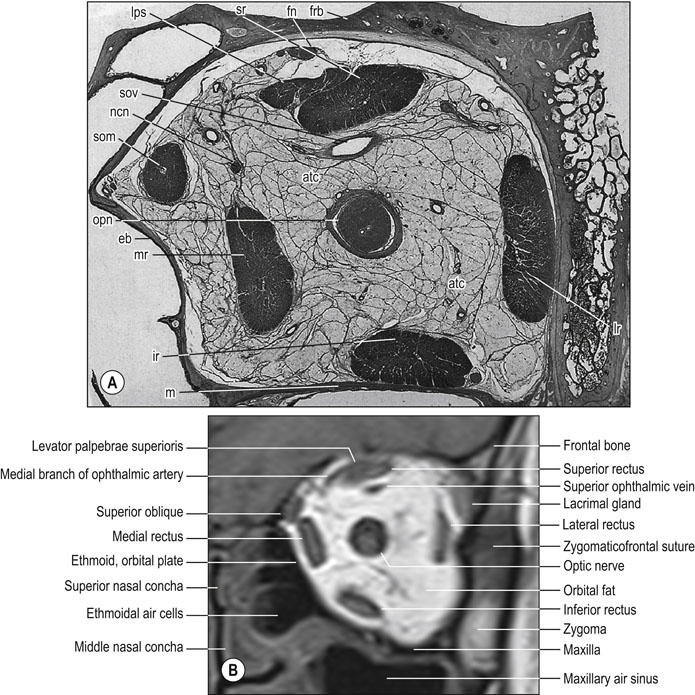 lps
sr
fn
frb
sov
ncn
som
atc
opn
eb
mr
atc
ir
lr
m
A
Levator palpebrae superioris
Medial branch of ophthalmic artery
Superior oblique
Medial rectus
Ethmoid, orbital plate
Superior nasal concha
Ethmoidal air cells
Middle nasal concha
Frontal bone
Superior rectus
Superior ophthalmic vein
Lacrimal gland
Lateral rectus
Zygomaticofrontal suture
Optic nerve
Orbital fat
Inferior rectus
Zygoma
Maxilla
Maxillary air sinus
B